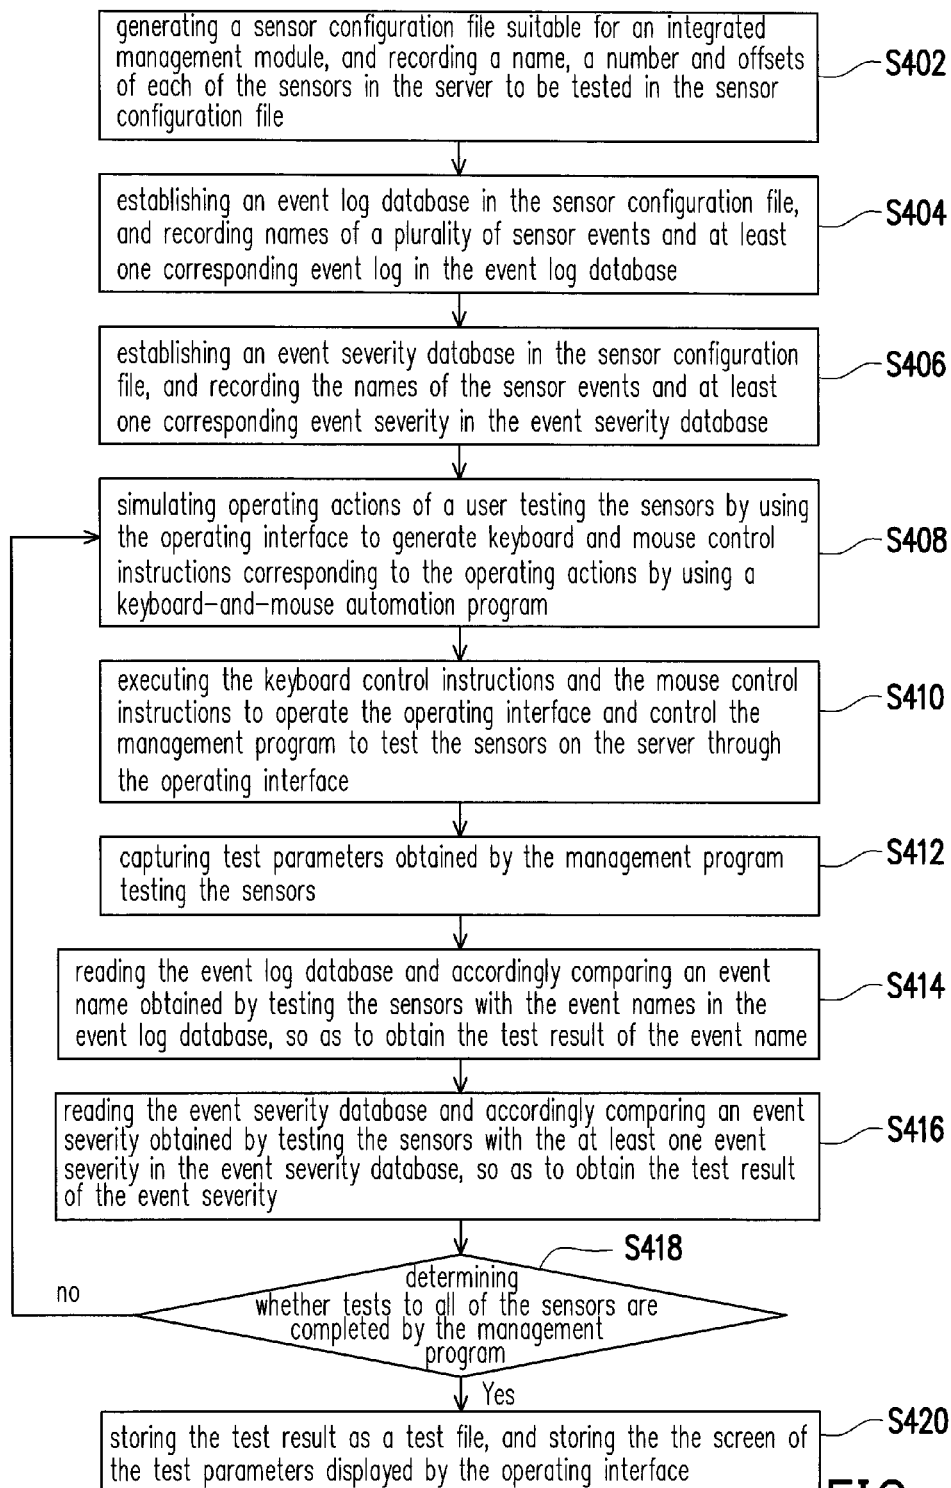 generating a sensor configuration file suitable for an integrated
management module, and recording a name, a number and offsets
of each of the sensors in the server to be tested in the sensor
configuration file
S402
establishing an event log database in the sensor configuration file,
and recording names of a plurality of sensor events and at least
one corresponding event log in the event log database
S404
establishing an event severity database in the sensor configuration
file, and recording the names of the sensor events and at least
one corresponding event severity in the event severity database
S406
simulating operating actions of a user testing the sensors by using
the operating interface to generate keyboard and mouse control
instructions corresponding to the operating actions by using a
keyboard-and-mouse automation program
S408
executing the keyboard control instructions and the mouse control
instructions to operate the operating interface and control the
management program to test the sensors on the server through
the operating interface
S410
capturing test parameters obtained by the management program
testing the sensors
S412
reading the event log database and accordingly comparing an event
name obtained by testing the sensors with the event names in the
event log database, so as to obtain the test result of the event name
S414
reading the event severity database and accordingly comparing an event
severity obtained by testing the sensors with the at least one event
severity in the event severity database, so as to obtain the test result
of the event severity
S416
S418
determining
whether tests to all of the sensors are
completed by the management
program
no
Yes
storing the test result as a test file, and storing the the screen of
the test parameters displayed by the operating interface
S420